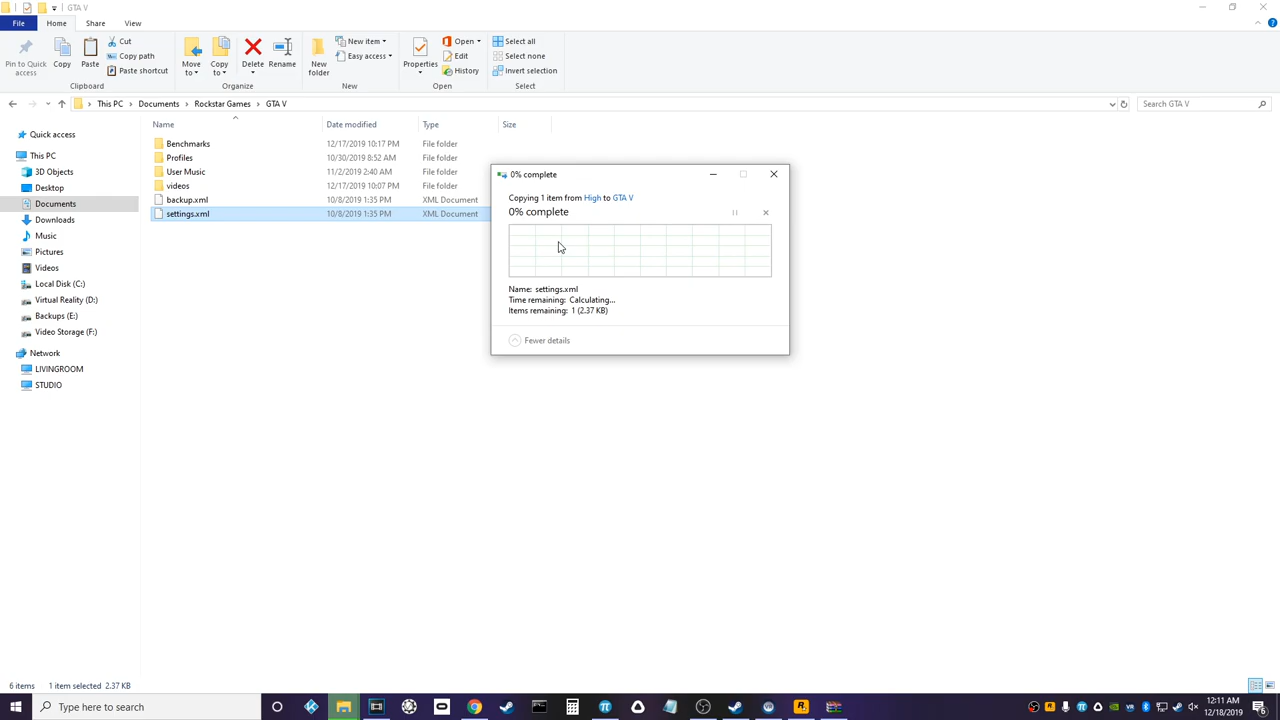 GTA V
File Home Share View
Pin to Quick access
Copy
Paste
Cut
Copy path
Paste shortcut
Clipboard
Move to
Copy to
Delete
Rename
Organize
New folder
New item
Easy access
New
Properties
Open
Edit
History
Open
Select all
Select none
Invert selection
Select
This PC > Documents > Rockstar Games > GTA V
Search GTA V
Name Date modified Type Size
Quick access
This PC
3D Objects
Desktop
Documents
Downloads
Music
Pictures
Videos
Local Disk (C:)
Virtual Reality (D:)
Backups (E:)
Video Storage (F:)
Network
LIVINGROOM
STUDIO
Benchmarks 12/17/2019 10:17 PM File folder
Profiles 10/30/2019 8:52 AM File folder
User Music 11/2/2019 2:40 AM File folder
videos 12/17/2019 10:07 PM File folder
backup.xml 10/8/2019 1:35 PM XML Document
settings.xml 10/8/2019 1:35 PM XML Document
0% complete
Copying 1 item from High to GTA V
0% complete
Name: settings.xml
Time remaining: Calculating...
Items remaining: 1 (2.37 KB)
Fewer details
6 items 1 item selected 2.37 KB
Type here to search
12:11 AM
12/18/2019
6